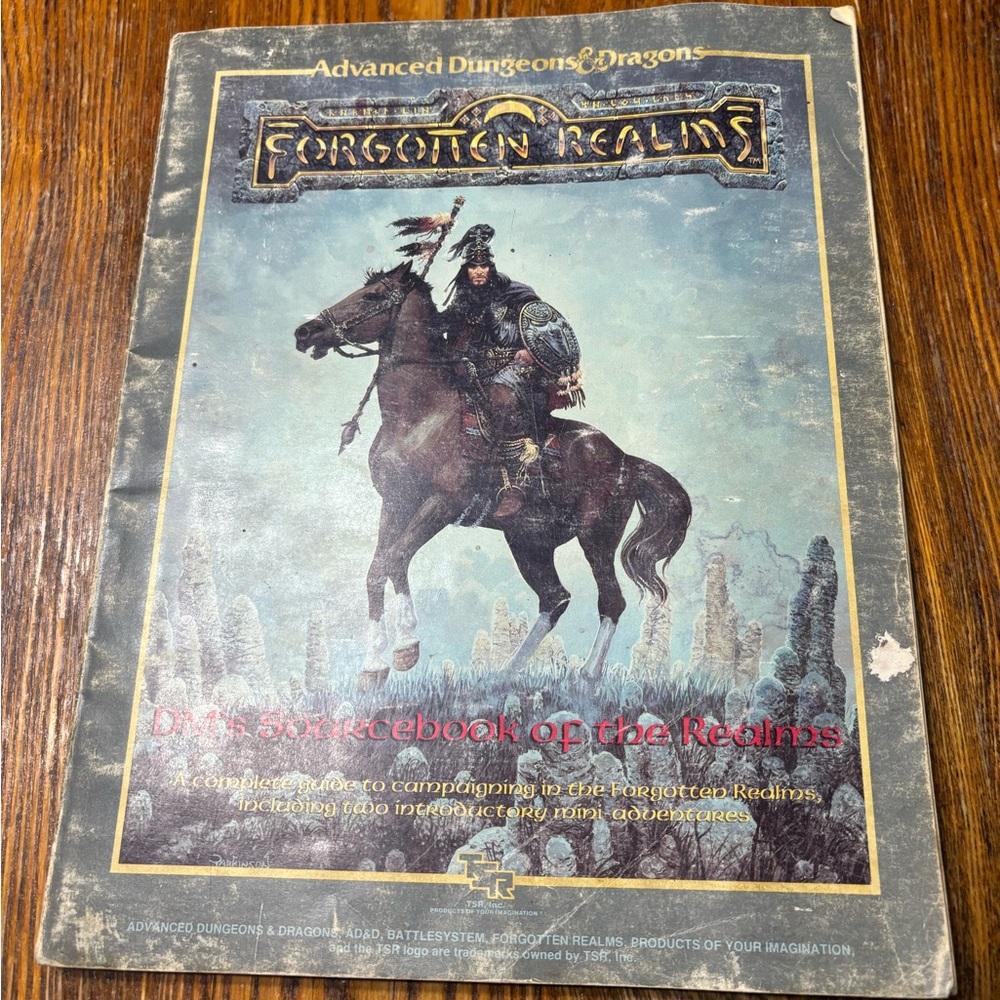 Advanced Dungeons & Dragons
FORGOTTEN REALMS
TM
DM's Sourcebook of the Realms
A complete guide to campaigning in the Forgotten Realms,
including two introductory mini-adventures
PARKINSON
TSR
TSR, Inc.
PRODUCTS OF YOUR IMAGINATION
ADVANCED DUNGEONS & DRAGONS, AD&D, BATTLESYSTEM, FORGOTTEN REALMS, PRODUCTS OF YOUR IMAGINATION,
and the TSR logo are trademarks owned by TSR, Inc.